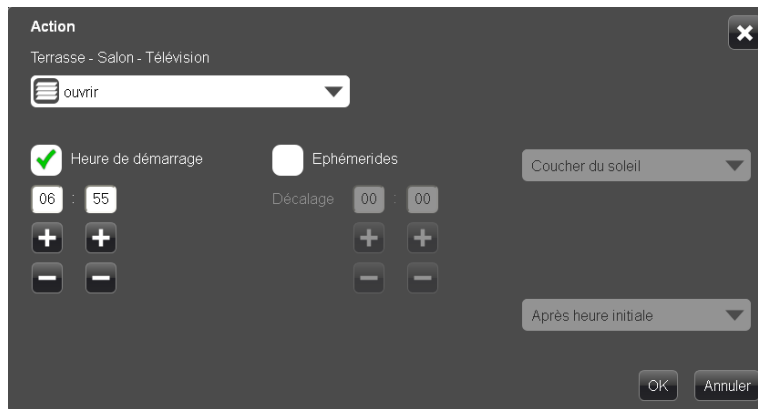 Action
Terrasse - Salon - Télévision
ouvrir
Heure de démarrage
Ephémerides
Coucher du soleil
06 : 55
Décalage 00 : 00
Après heure initiale
OK Annuler